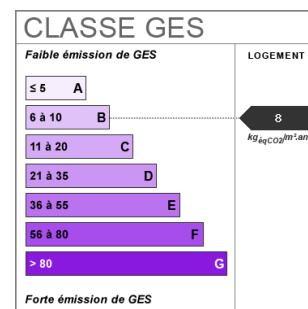 CLASSE GES
Faible émission de GES
LOGEMENT
≤ 5 A
6 à 10 B
8
kgéqCO2/m².an
11 à 20 C
21 à 35 D
36 à 55 E
56 à 80 F
> 80 G
Forte émission de GES